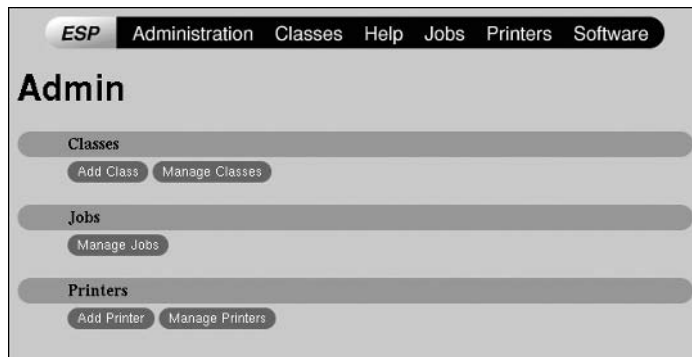 ESP Administration Classes Help Jobs Printers Software
Admin
Classes
Add Class Manage Classes
Jobs
Manage Jobs
Printers
Add Printer Manage Printers